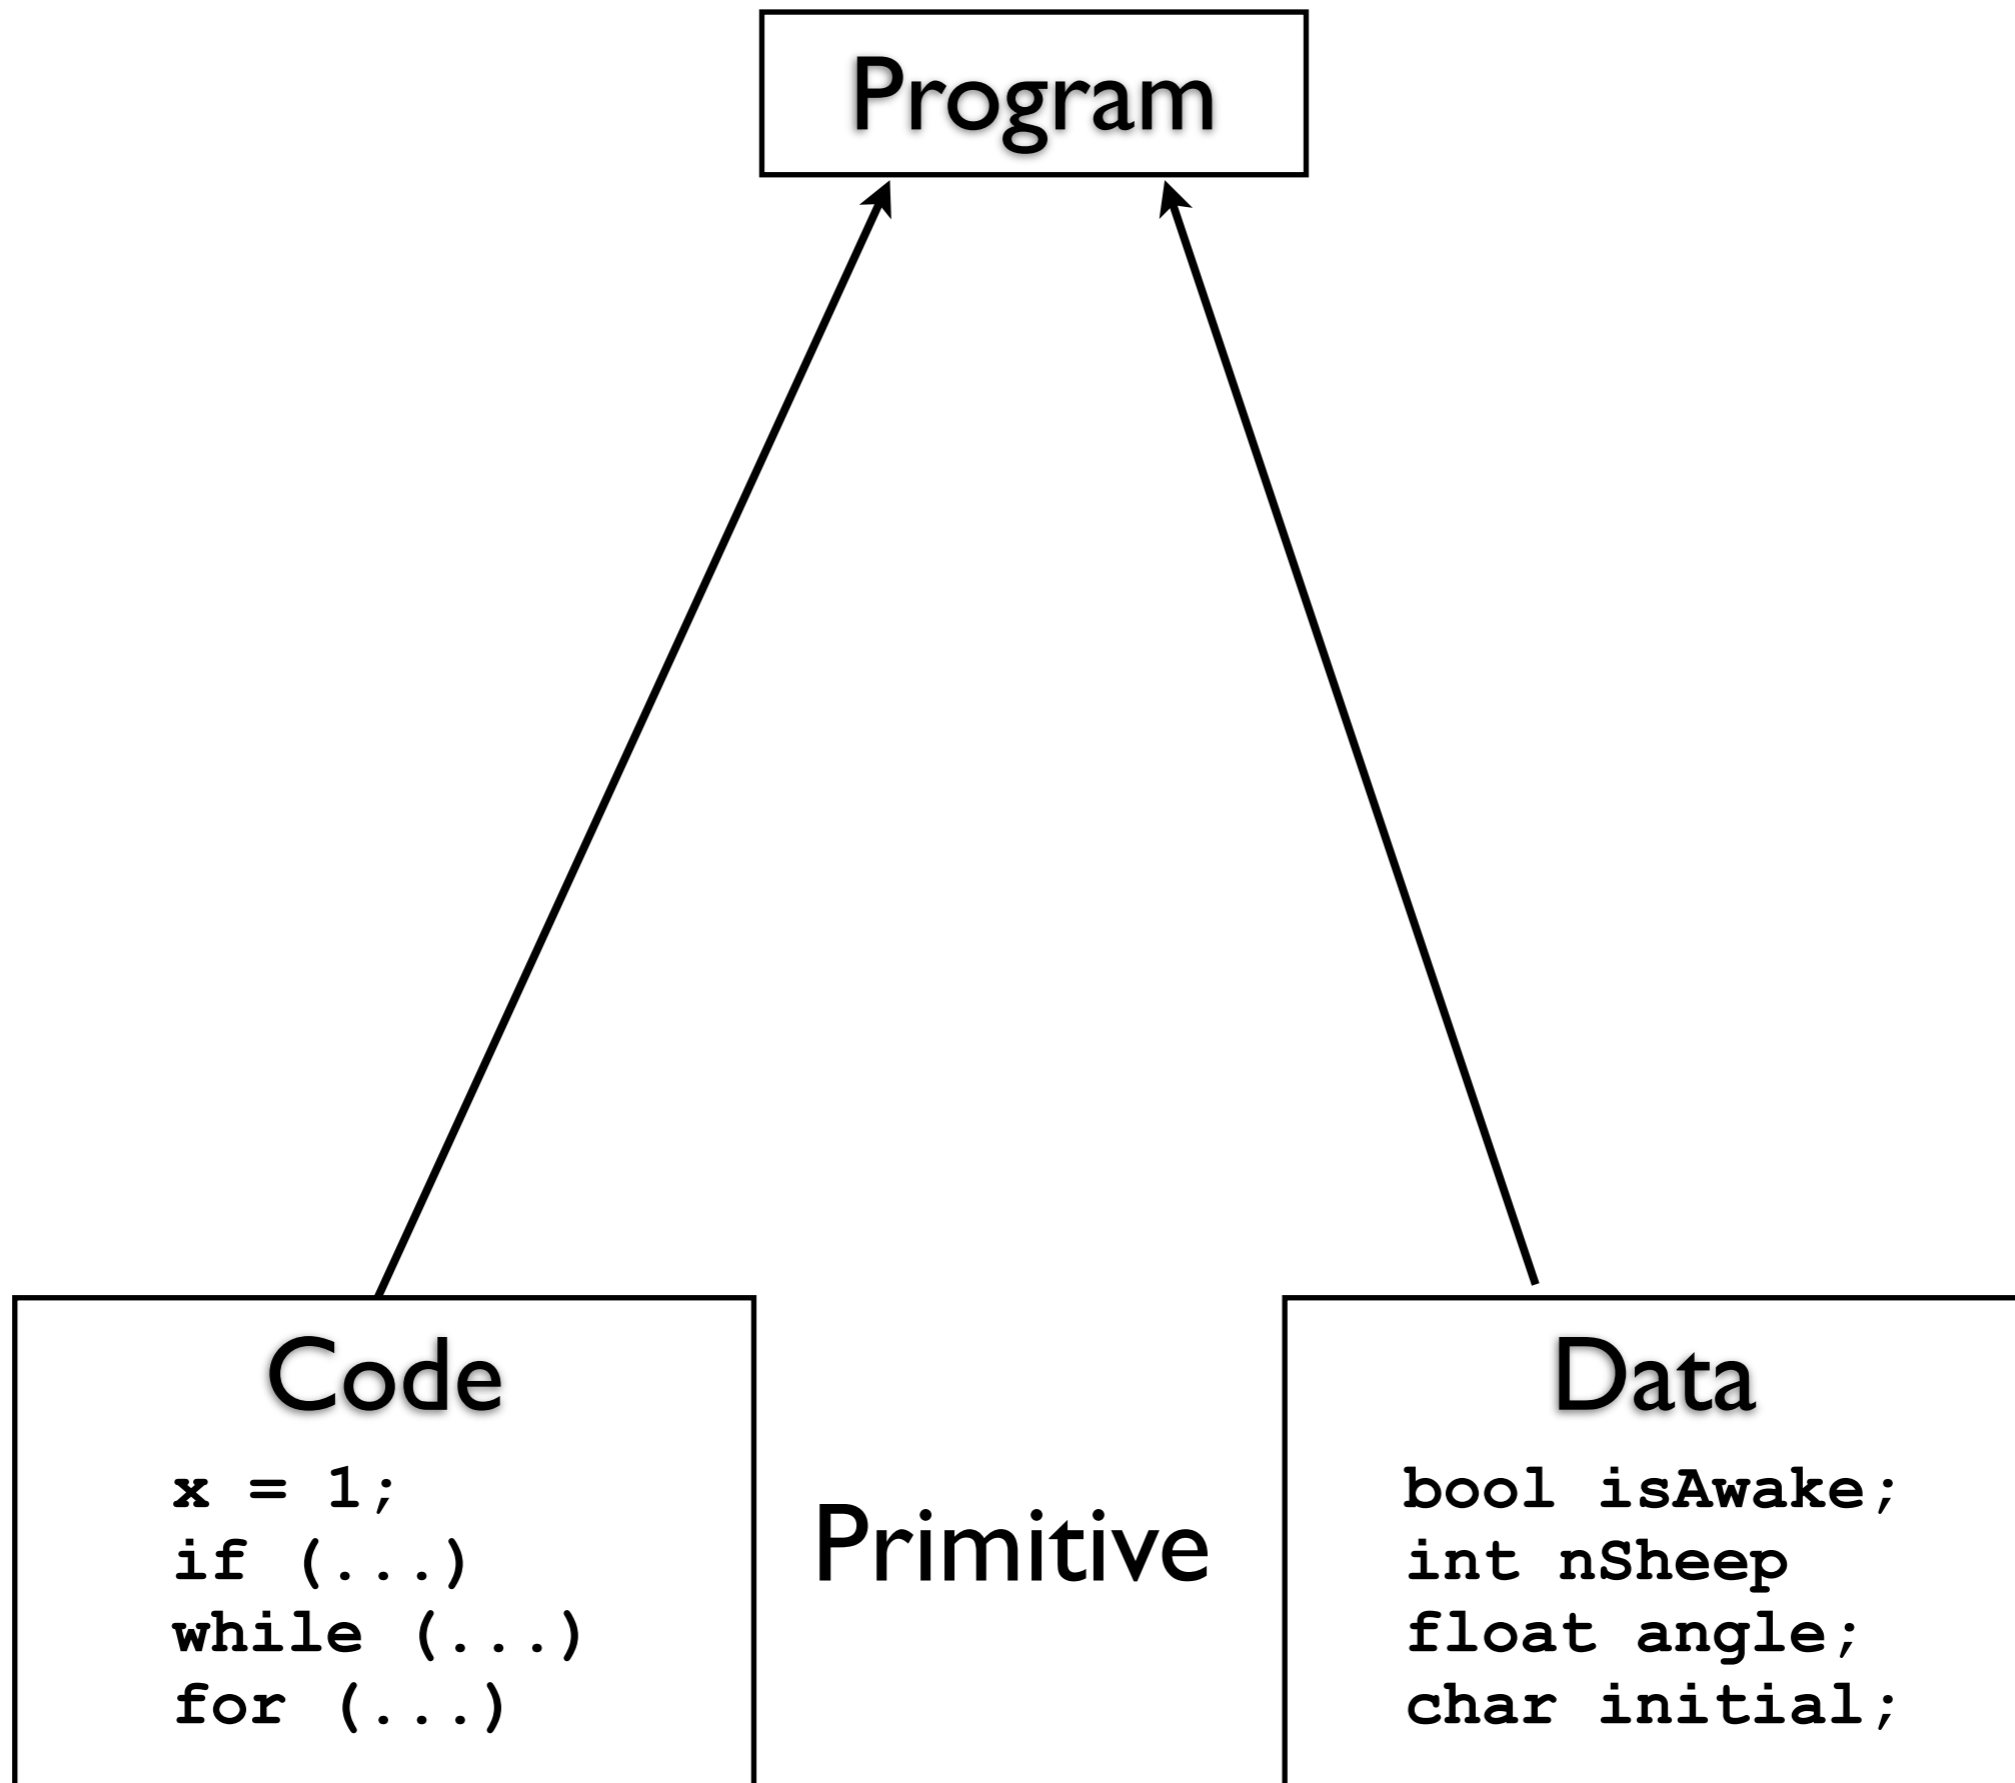 Program
Code
x = 1;
if (...)
while (...)
for (...)
Primitive
Data
bool isAwake;
int nSheep
float angle;
char initial;